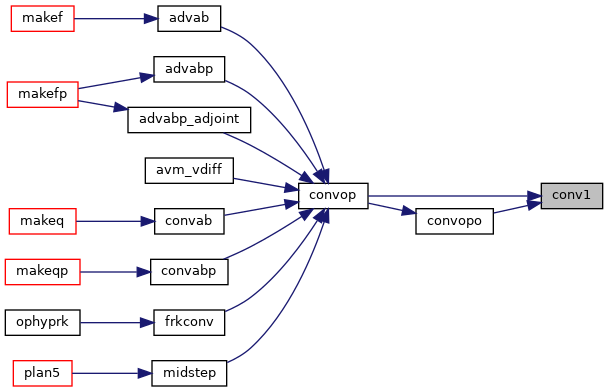 makef
advab
advabp
makefp
advabp_adjoint
avm_vdiff
convop
conv1
makeq
convab
convopo
makeqp
convabp
ophyprk
frkconv
plan5
midstep